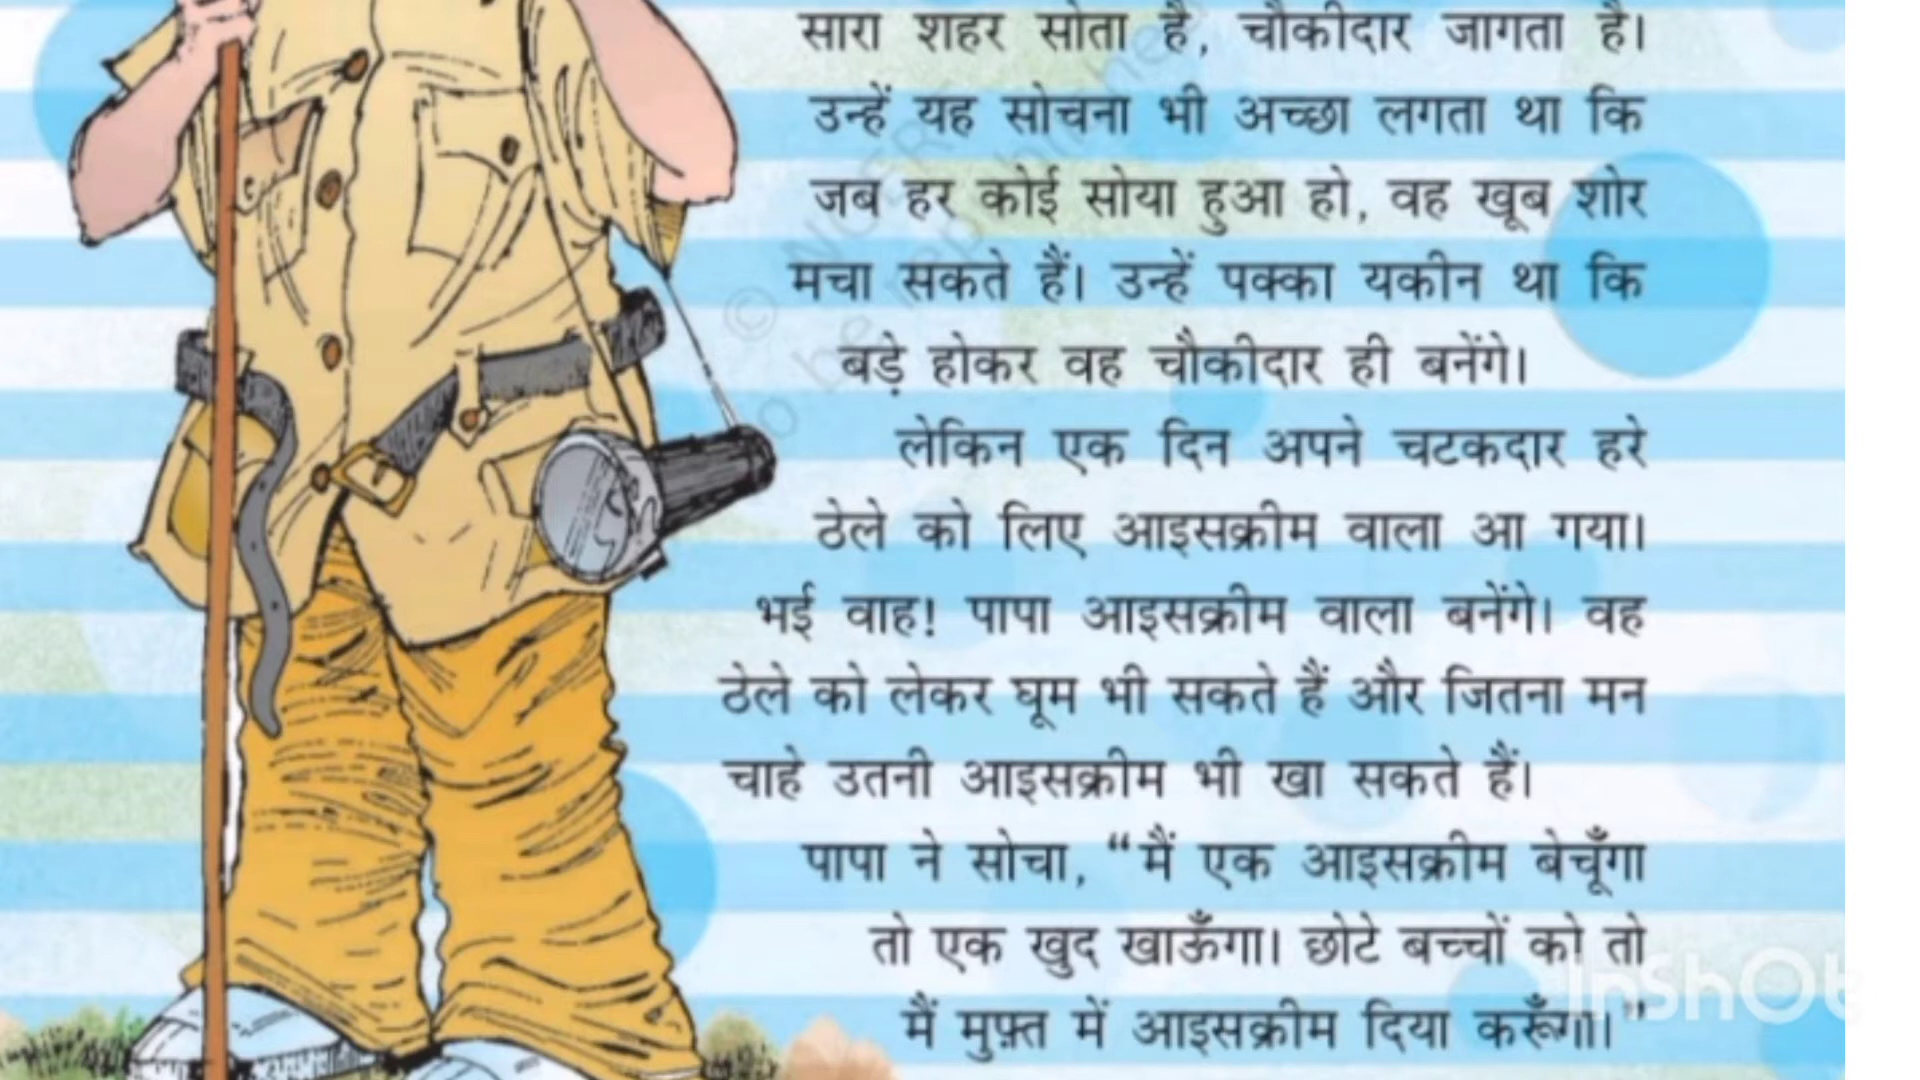 सारा शहर सोता है, चौकीदार जागता है।
उन्हें यह सोचना भी अच्छा लगता था कि
जब हर कोई सोया हुआ हो, वह खूब शोर
मचा सकते हैं। उन्हें पक्का यकीन था कि
बड़े होकर वह चौकीदार ही बनेंगे।
लेकिन एक दिन अपने चटकदार हरे
ठेले को लिए आइसक्रीम वाला आ गया।
भई वाह! पापा आइसक्रीम वाला बनेंगे। वह
ठेले को लेकर घूम भी सकते हैं और जितना मन
चाहे उतनी आइसक्रीम भी खा सकते हैं।
पापा ने सोचा, “मैं एक आइसक्रीम बेचूँगा
तो एक खुद खाऊँगा। छोटे बच्चों को तो
मैं मुफ़्त में आइसक्रीम दिया करूँगा।”
InShOt